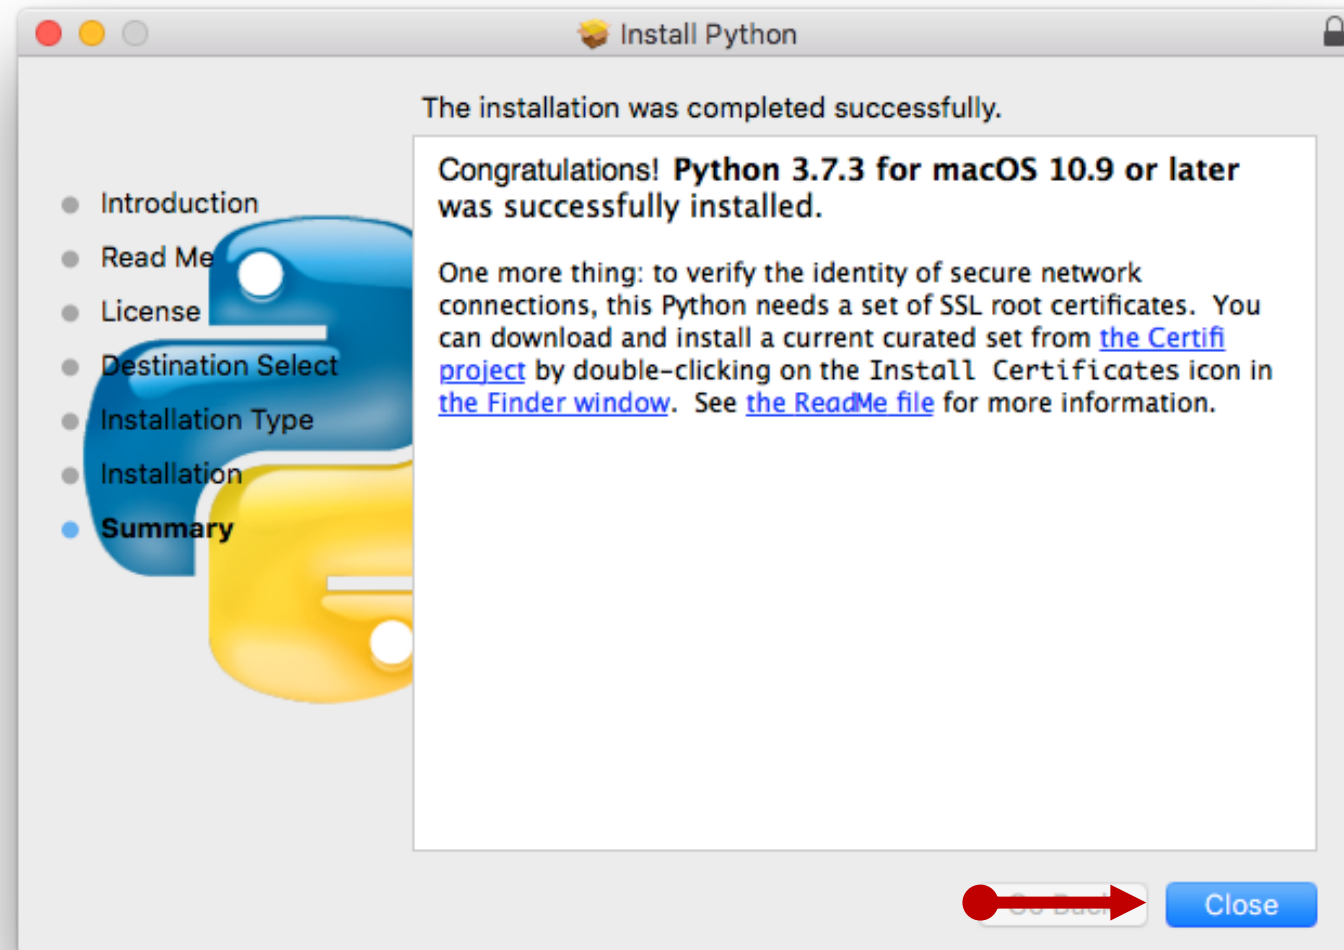 Install Python
The installation was completed successfully.
Introduction
Read Me
License
Destination Select
Installation Type
Installation
Summary
Congratulations! Python 3.7.3 for macOS 10.9 or later
was successfully installed.
One more thing: to verify the identity of secure network
connections, this Python needs a set of SSL root certificates. You
can download and install a current curated set from the Certifi
project by double-clicking on the Install Certificates icon in
the Finder window. See the ReadMe file for more information.
Go Back
Close